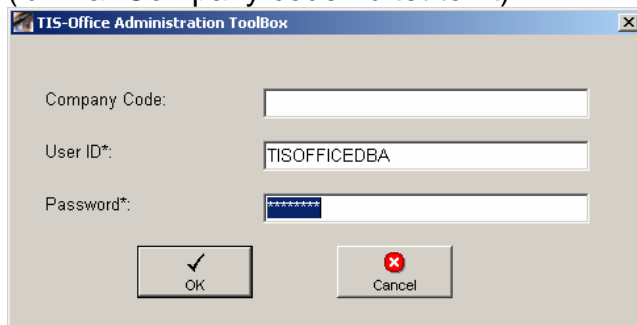 TIS-Office Administration ToolBox
Company Code:
User ID*:
TISOFFICEDBA
Password*:
********
OK
Cancel